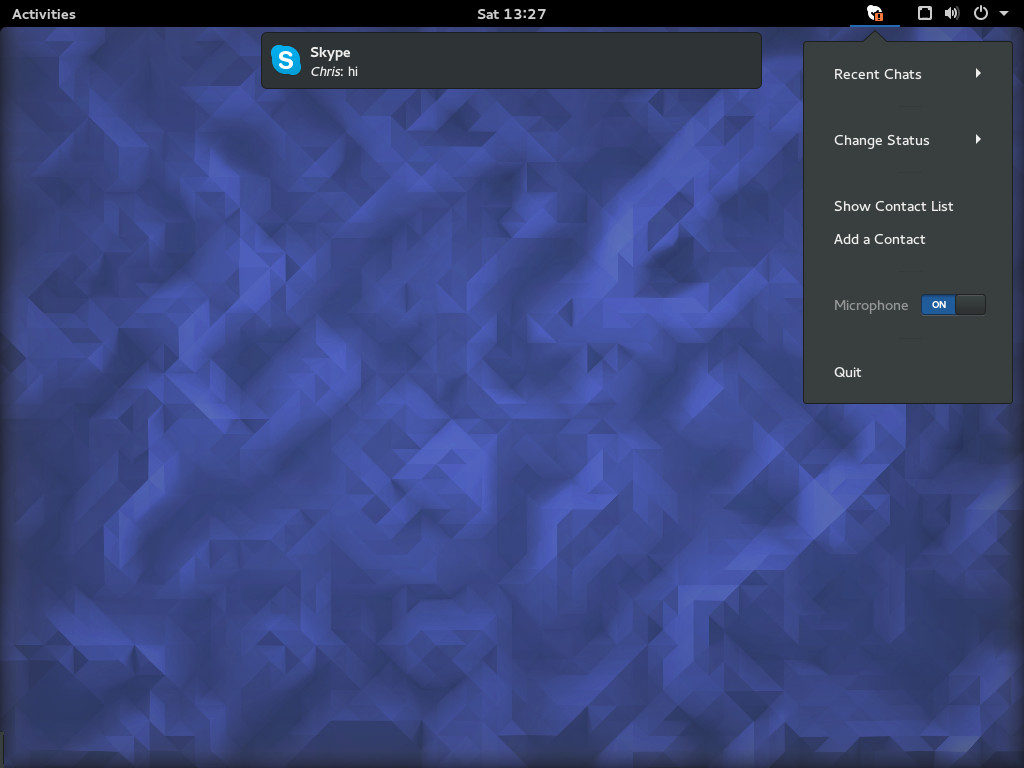 Activities
Sat 13:27
Skype
Chris: hi
Recent Chats
Change Status
Show Contact List
Add a Contact
Microphone ON
Quit